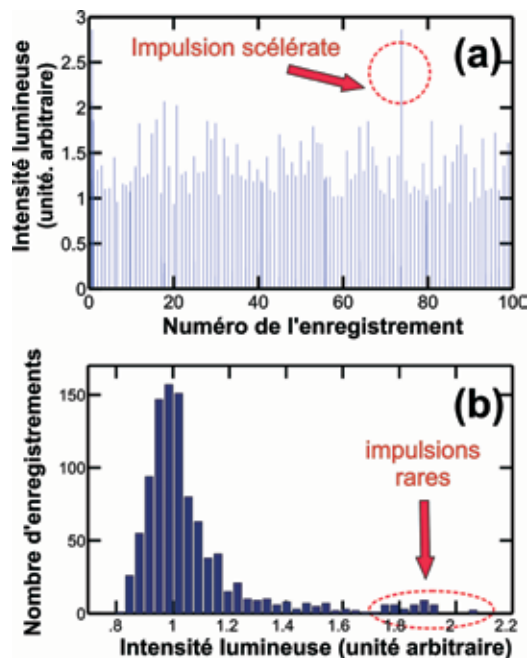 Impulsion scélérate
(a)
Intensité lumineuse
(unité. arbitraire)
3
2.5
2
1.5
1
0.5
0
0 20 40 60 80 100
Numéro de l'enregistrement
(b)
impulsions
rares
Nombre d'enregistrements
150
100
50
0
.8 1 1.2 1.4 1.6 1.8 2 2.2
Intensité lumineuse (unité arbitraire)